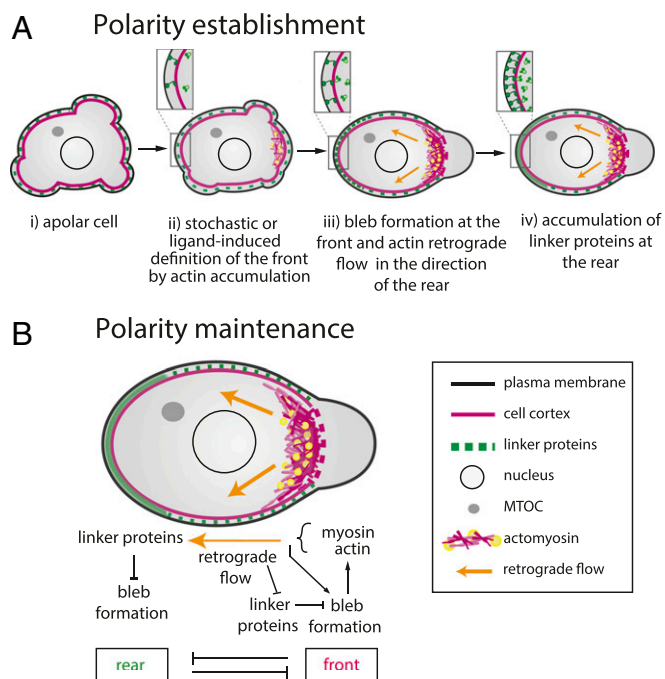 A
Polarity establishment
i) apolar cell
ii) stochastic or
ligand-induced
definition of the front
by actin accumulation
iii) bleb formation at the
front and actin retrograde
flow in the direction
of the rear
iv) accumulation of
linker proteins at
the rear
B
Polarity maintenance
linker proteins
bleb
formation
retrograde
flow
myosin
actin
linker
proteins
bleb
formation
rear
front
plasma membrane
cell cortex
linker proteins
nucleus
MTOC
actomyosin
retrograde flow